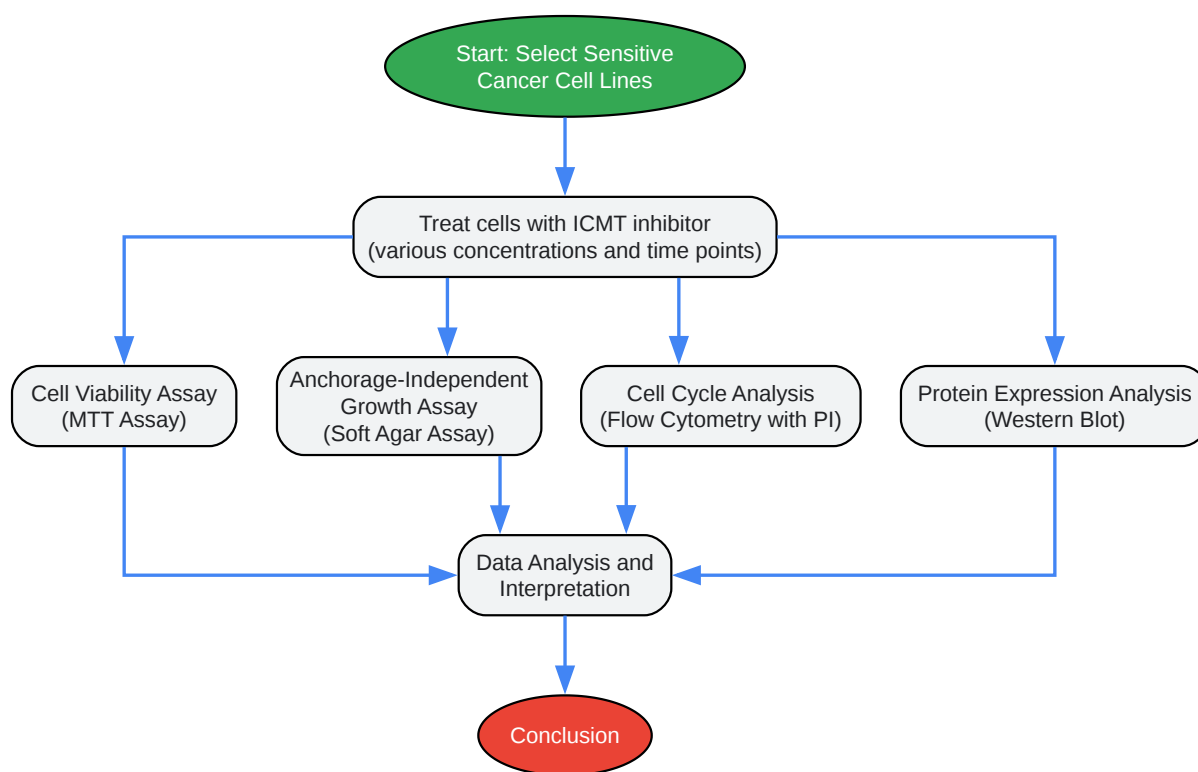 Start: Select Sensitive
Cancer Cell Lines
Treat cells with ICMT inhibitor
(various concentrations and time points)
Cell Viability Assay
(MTT Assay)
Anchorage-Independent
Growth Assay
(Soft Agar Assay)
Cell Cycle Analysis
(Flow Cytometry with PI)
Protein Expression Analysis
(Western Blot)
Data Analysis and
Interpretation
Conclusion